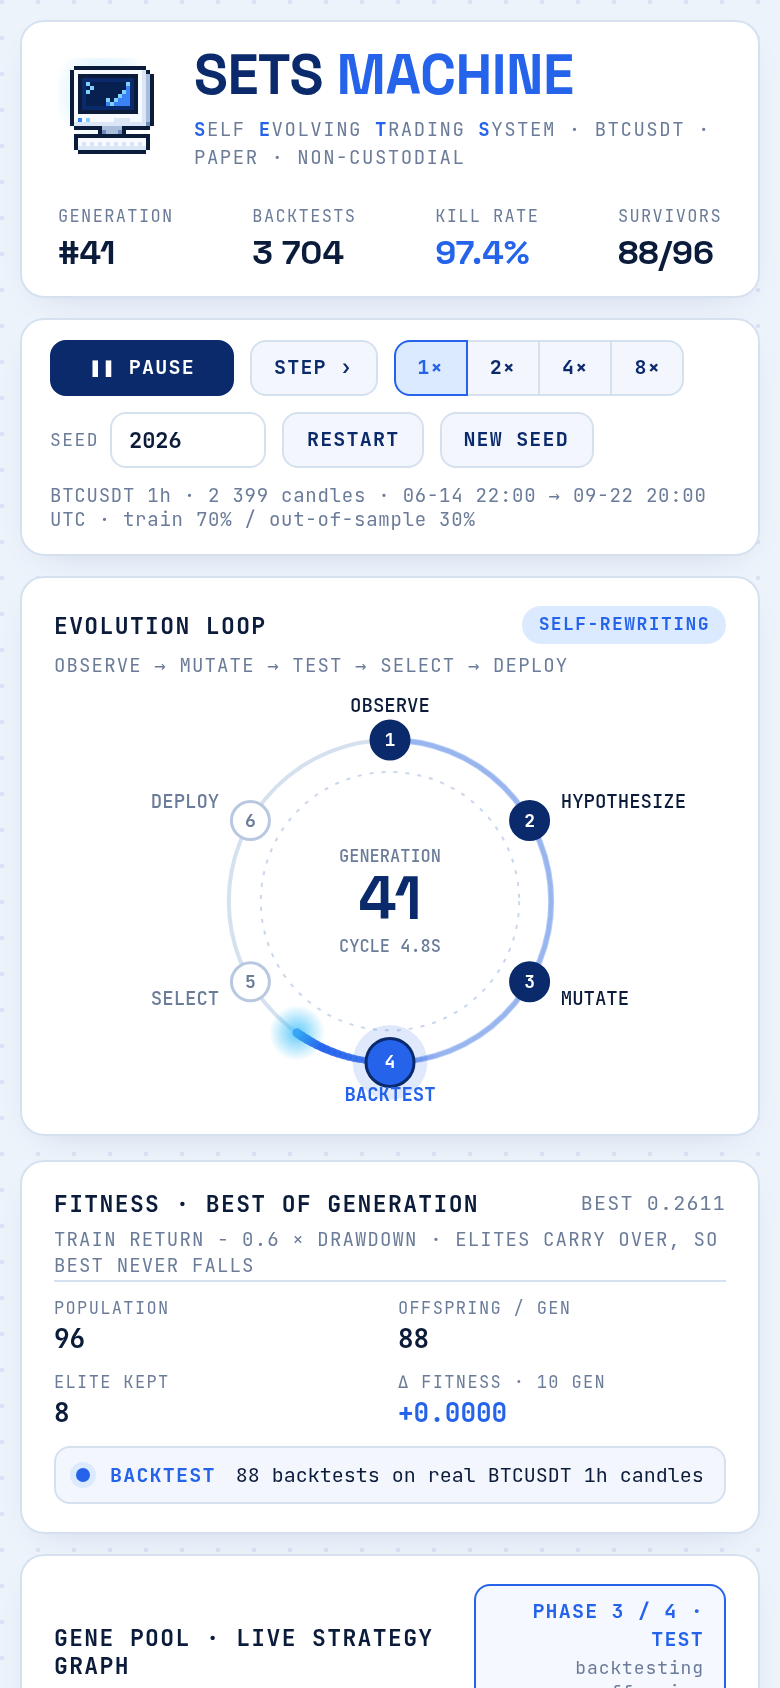 SETS MACHINE
SELF EVOLVING TRADING SYSTEM · BTCUSDT ·
PAPER · NON-CUSTODIAL
GENERATION BACKTESTS KILL RATE SURVIVORS
#41 3 704 97.4% 88/96
❚❚ PAUSE STEP › 1× 2× 4× 8×
SEED 2026 RESTART NEW SEED
BTCUSDT 1h · 2 399 candles · 06-14 22:00 → 09-22 20:00
UTC · train 70% / out-of-sample 30%
EVOLUTION LOOP SELF-REWRITING
OBSERVE → MUTATE → TEST → SELECT → DEPLOY
OBSERVE
1
DEPLOY 6 2 HYPOTHESIZE
GENERATION
41
CYCLE 4.8S
SELECT 5 3 MUTATE
4
BACKTEST
FITNESS · BEST OF GENERATION BEST 0.2611
TRAIN RETURN - 0.6 × DRAWDOWN · ELITES CARRY OVER, SO
BEST NEVER FALLS
POPULATION OFFSPRING / GEN
96 88
ELITE KEPT Δ FITNESS · 10 GEN
8 +0.0000
BACKTEST 88 backtests on real BTCUSDT 1h candles
GENE POOL · LIVE STRATEGY
GRAPH
PHASE 3 / 4 ·
TEST
backtesting